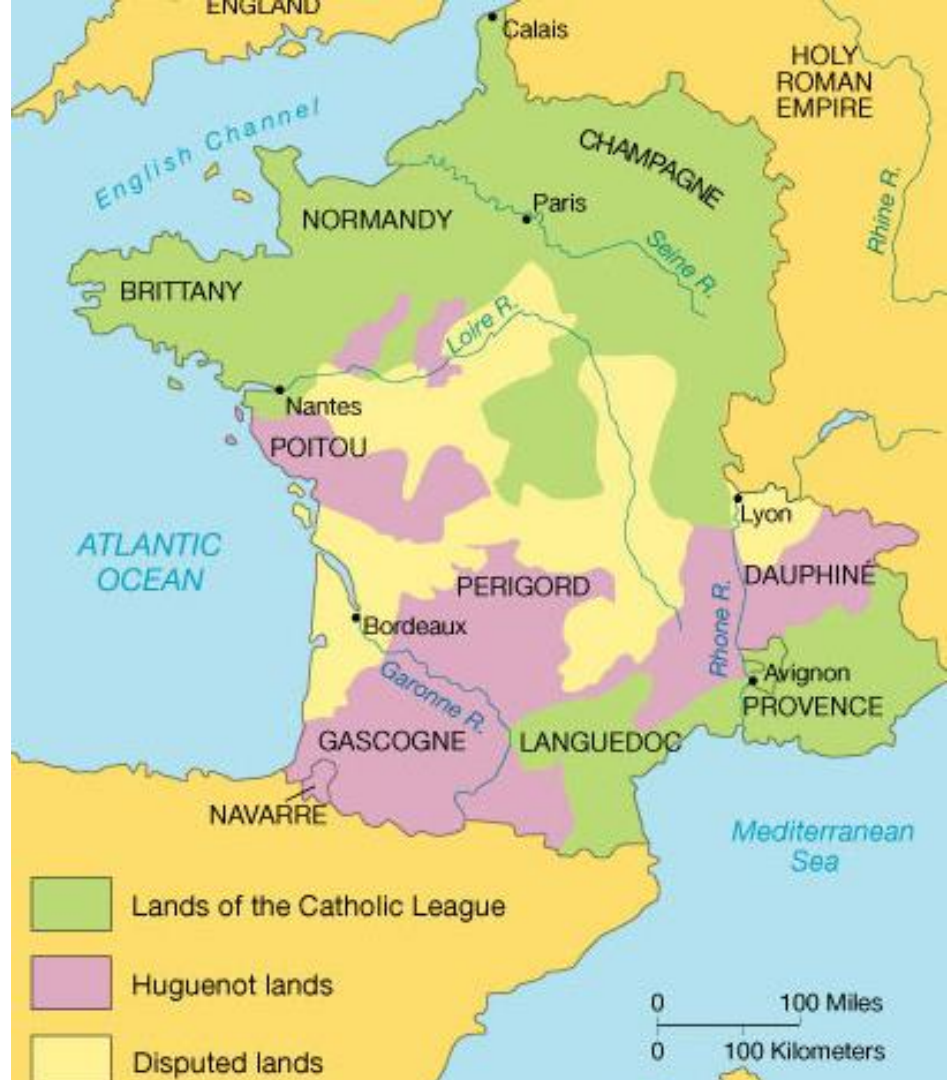 ENGLAND
Calais
HOLY
ROMAN
EMPIRE
English Channel
CHAMPAGNE
Rhine R.
NORMANDY
Paris
Seine R.
BRITTANY
Loire R.
Nantes
POITOU
Lyon
ATLANTIC
OCEAN
PERIGORD
DAUPHINÉ
Bordeaux
Rhone R.
Garonne R.
Avignon
PROVENCE
GASCOGNE
LANGUEDOC
NAVARRE
Mediterranean
Sea
Lands of the Catholic League
Huguenot lands
Disputed lands
0 100 Miles
0 100 Kilometers